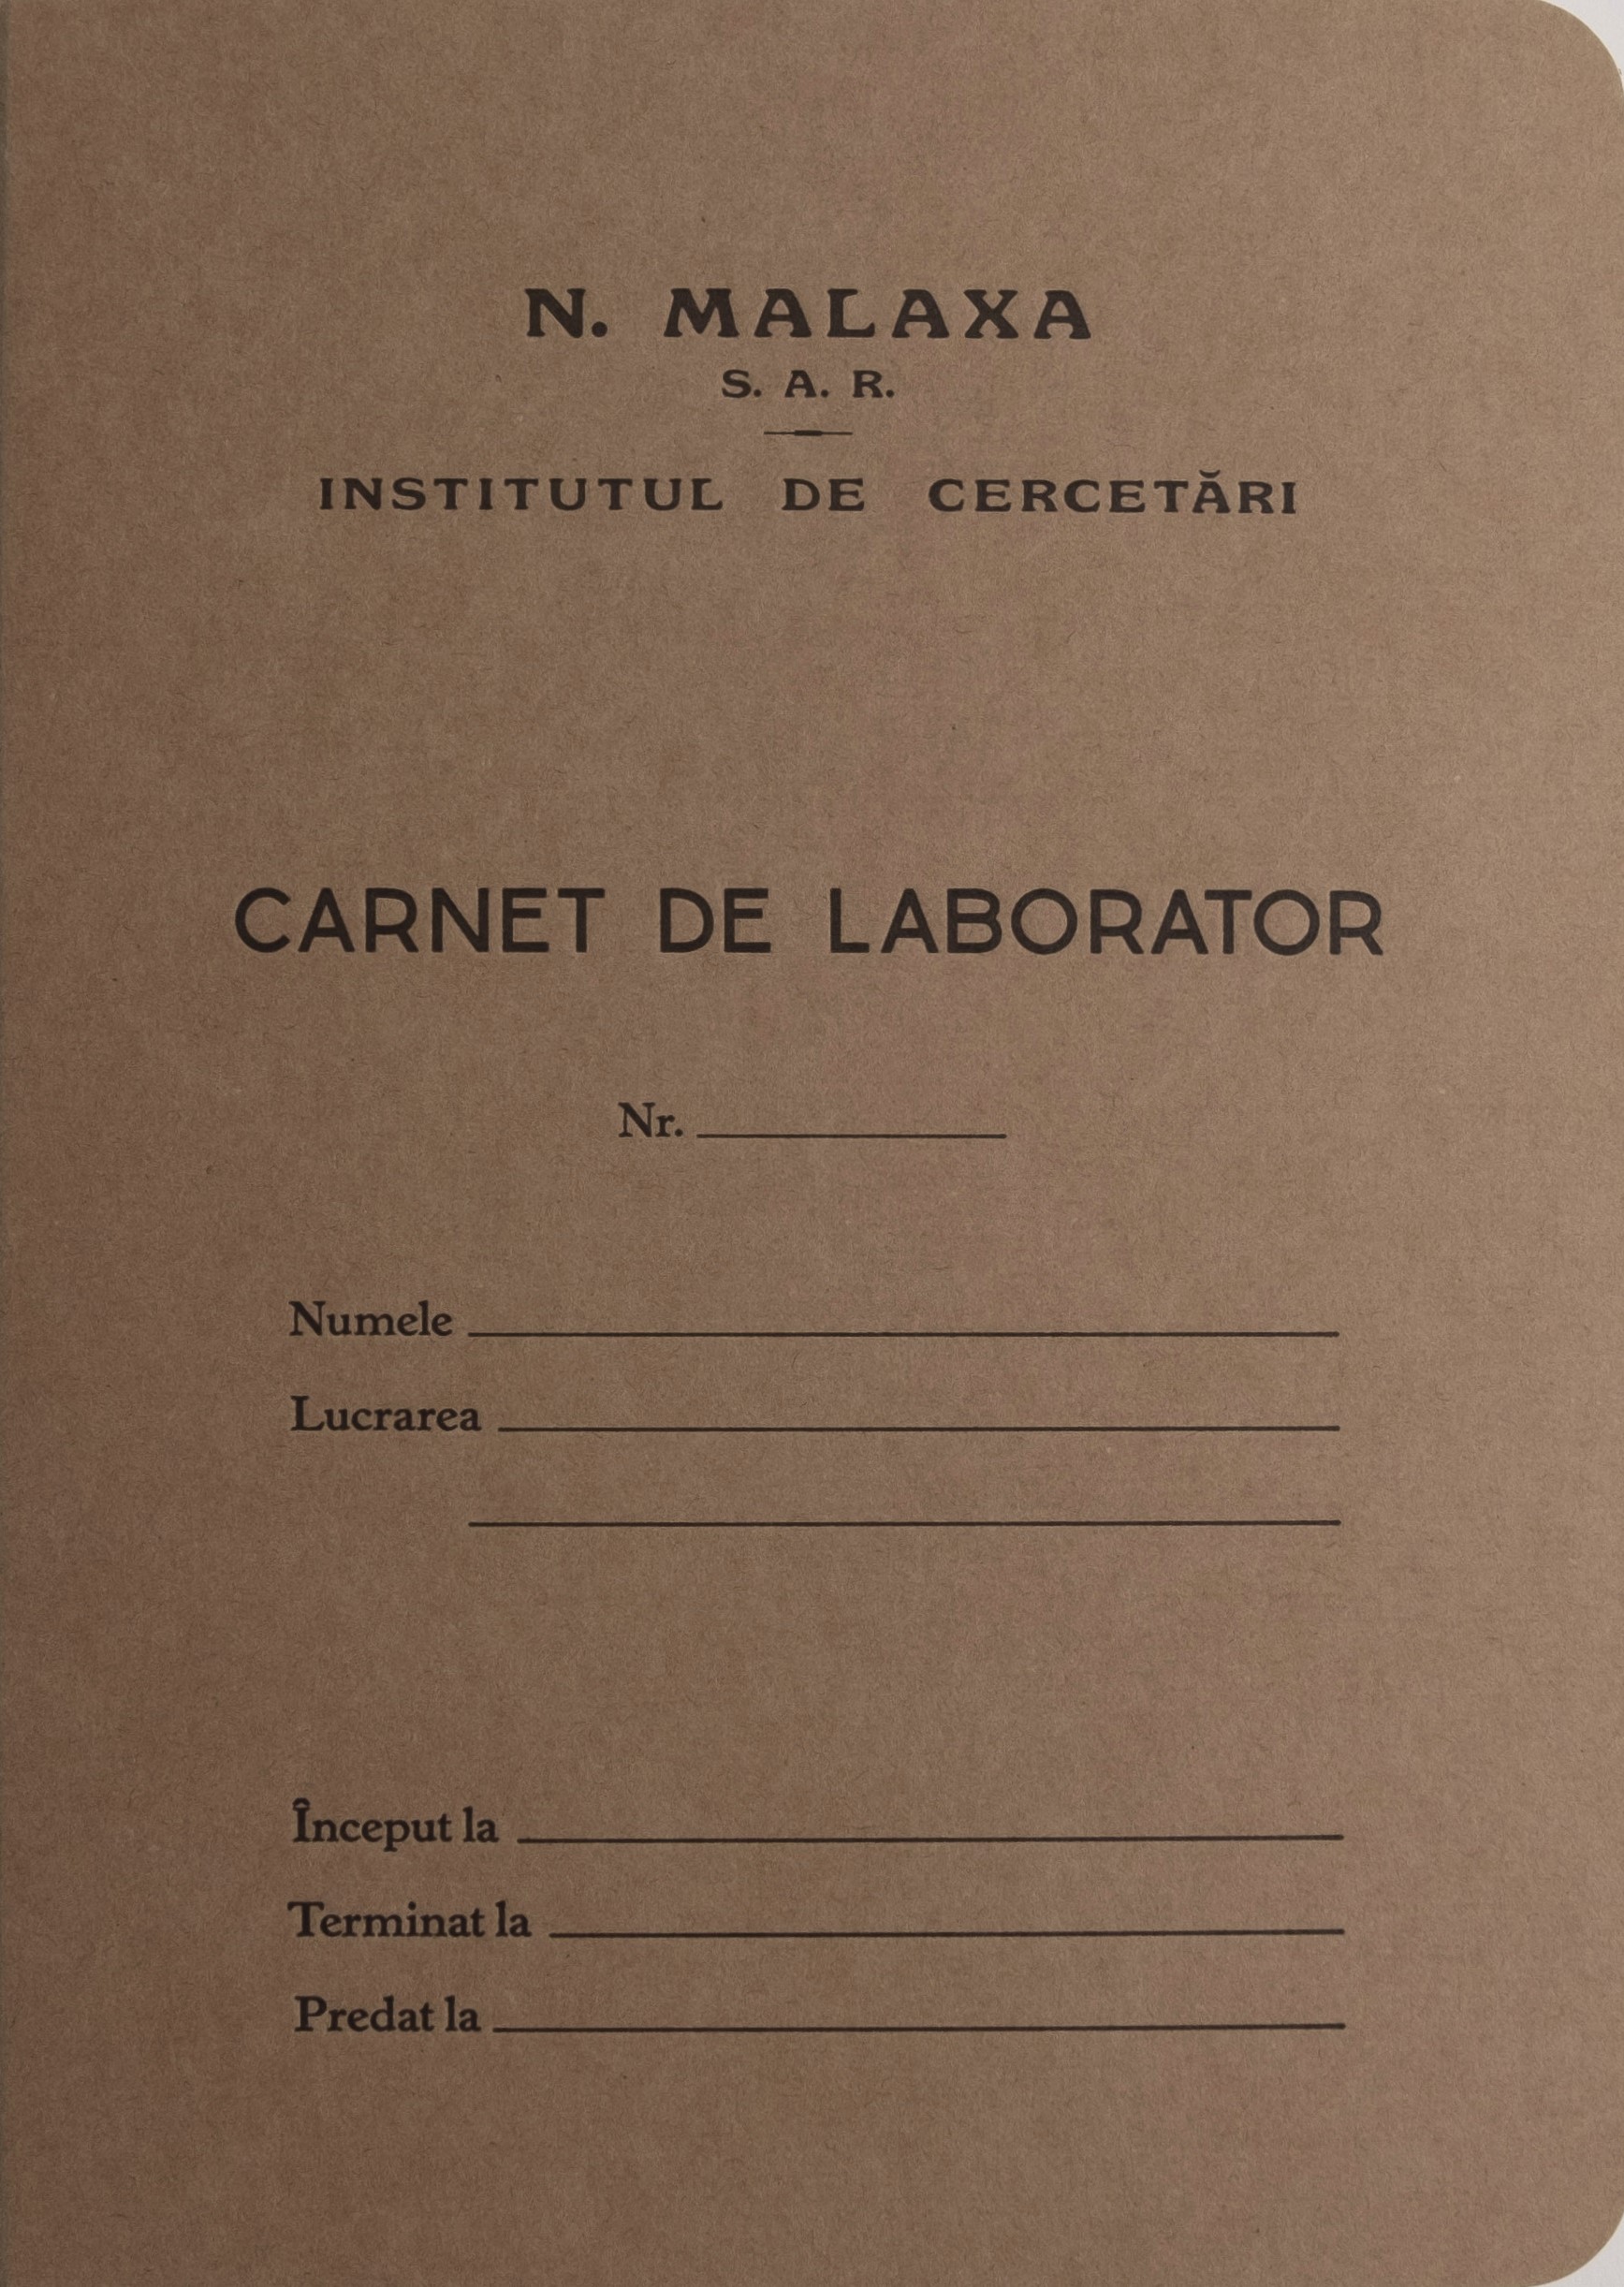 N. MALAXA
S. A. R.
INSTITUTUL DE CERCETĂRI
CARNET DE LABORATOR
Nr.
Numele
Lucrarea
Început la
Terminat la
Predat la